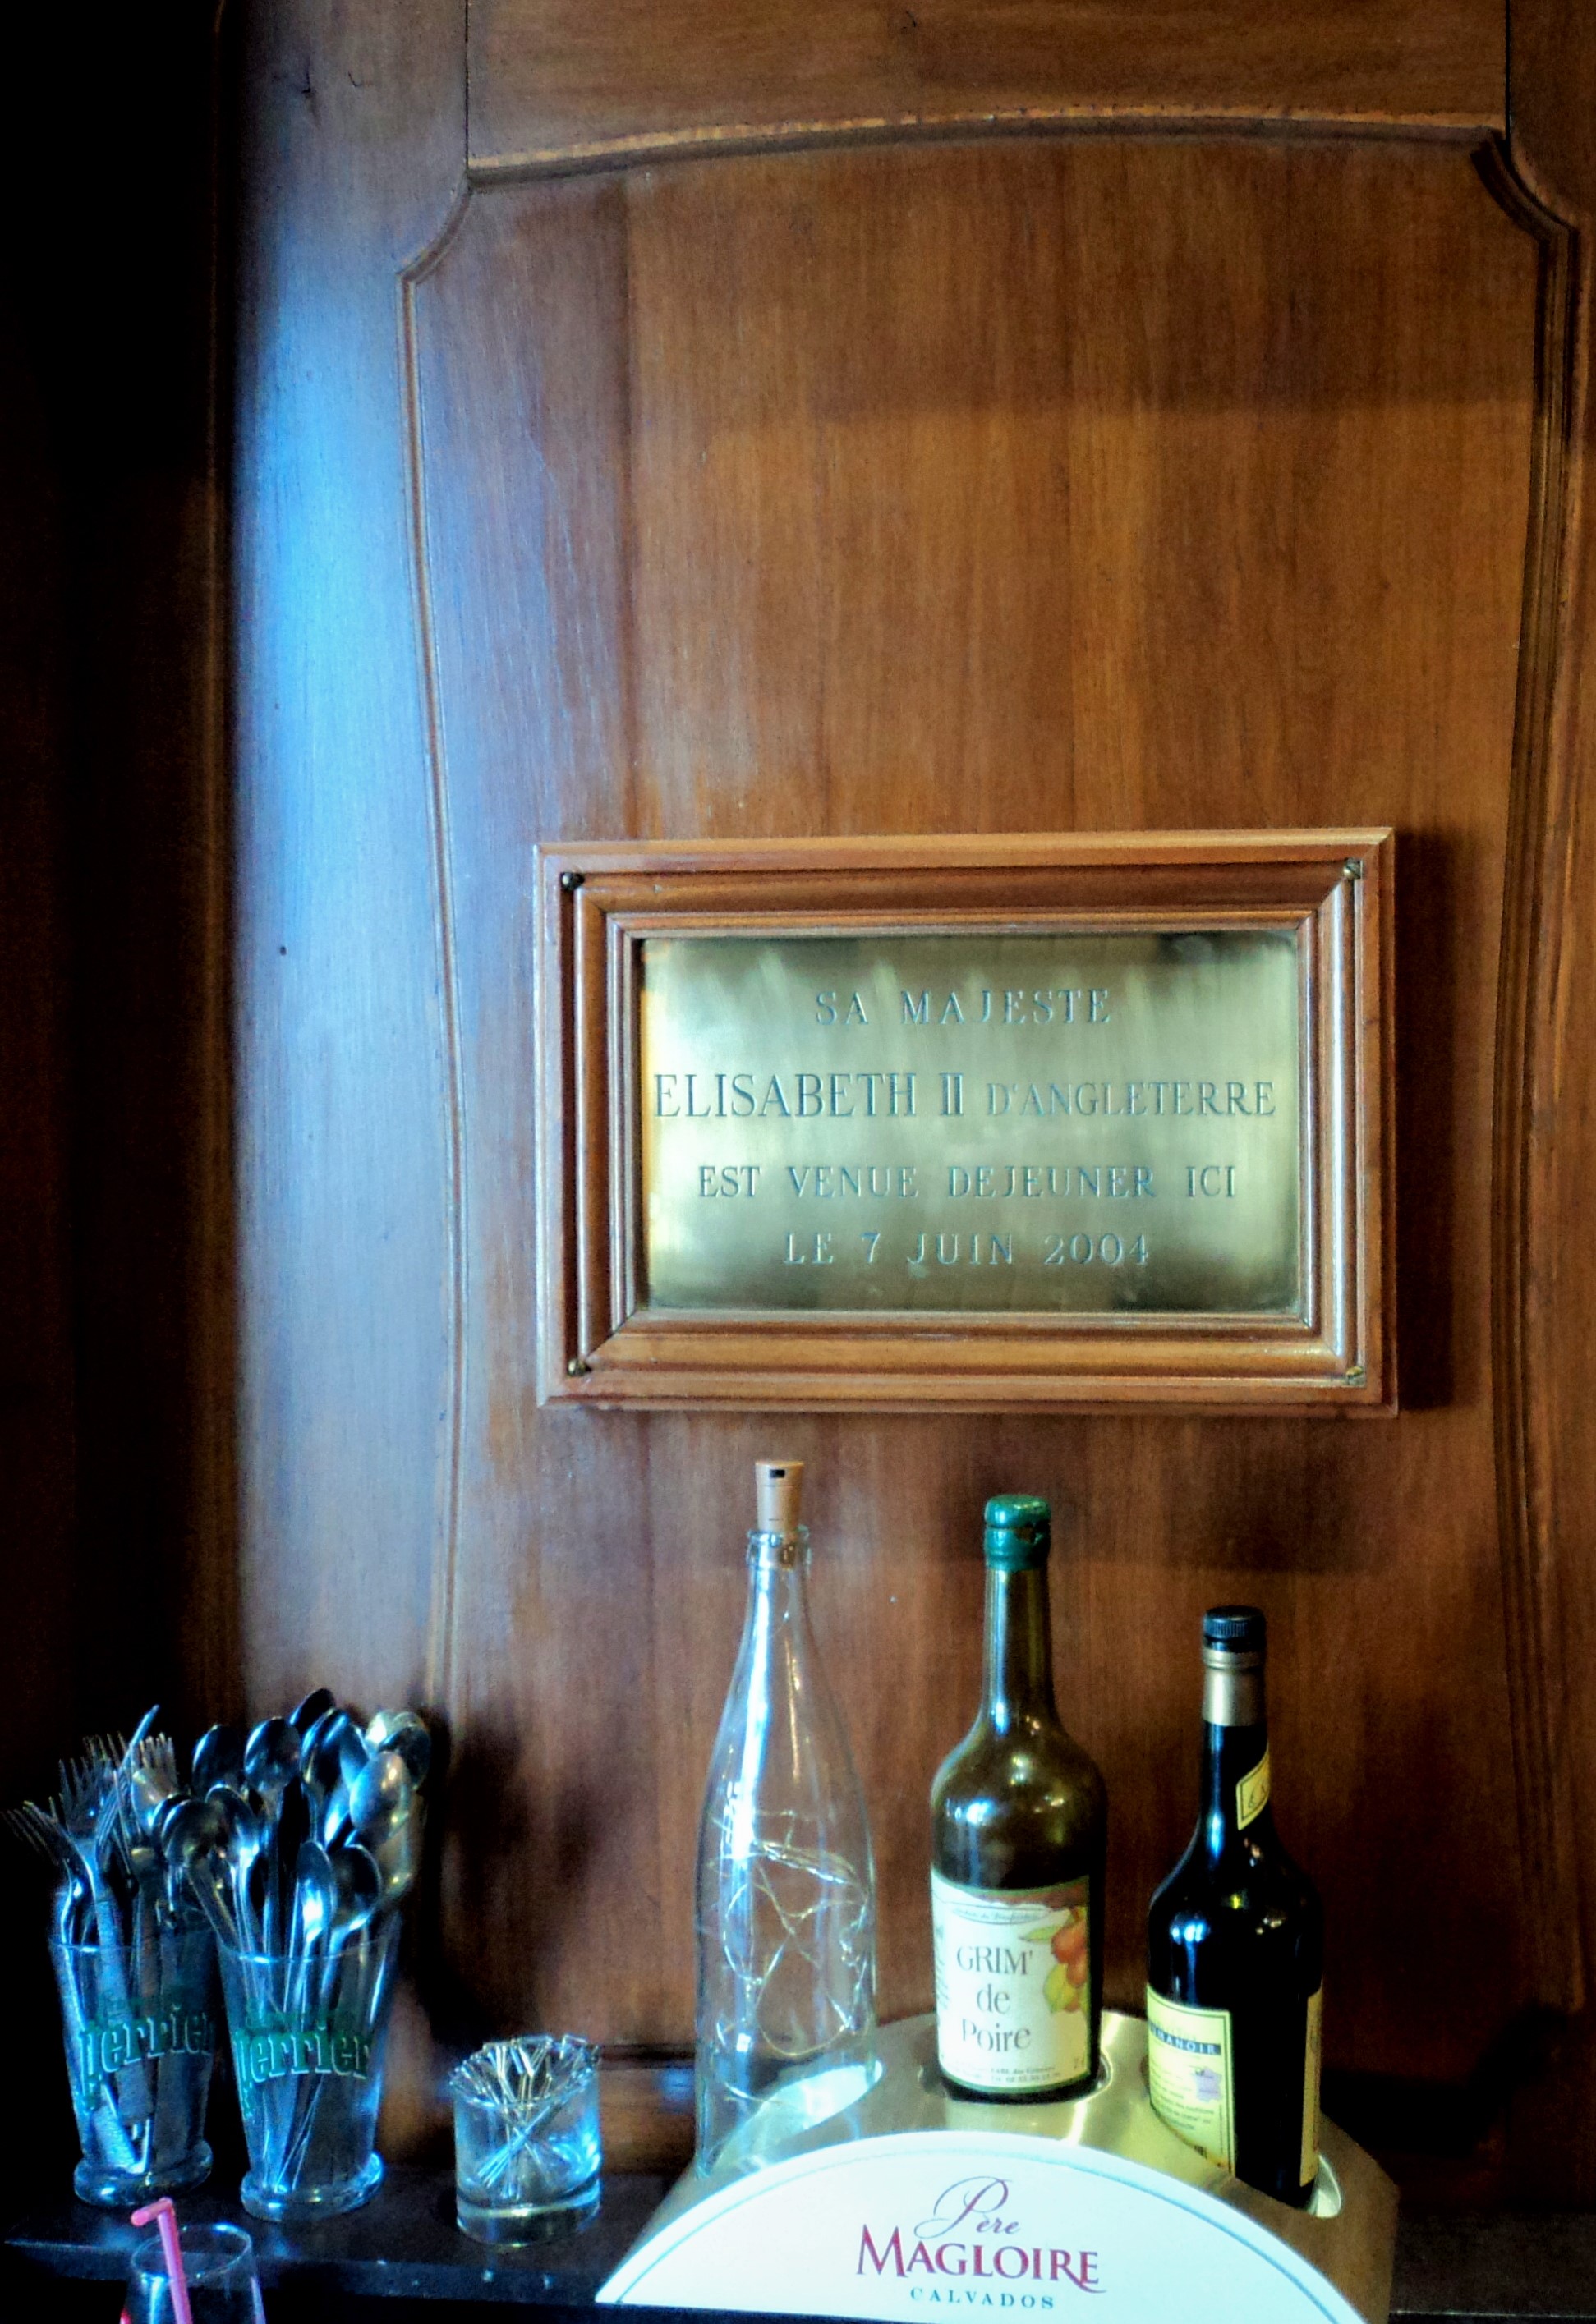 SA MAJESTE
ELISABETH II D'ANGLETERRE
EST VENUE DEJEUNER ICI
LE 7 JUIN 2004
GRIM'
de
Poire
perrier
perrier
Père
MAGLOIRE
CALVADOS